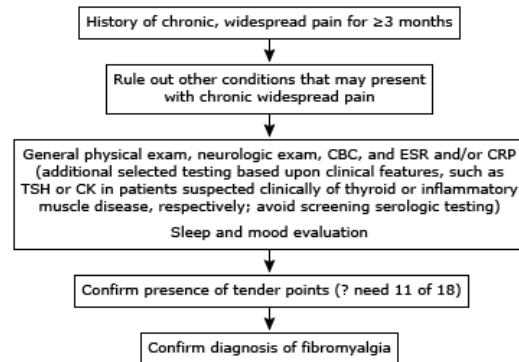 History of chronic, widespread pain for ≥3 months
Rule out other conditions that may present
with chronic widespread pain
General physical exam, neurologic exam, CBC, and ESR and/or CRP
(additional selected testing based upon clinical features, such as
TSH or CK in patients suspected clinically of thyroid or inflammatory
muscle disease, respectively; avoid screening serologic testing)
Sleep and mood evaluation
Confirm presence of tender points (? need 11 of 18)
Confirm diagnosis of fibromyalgia